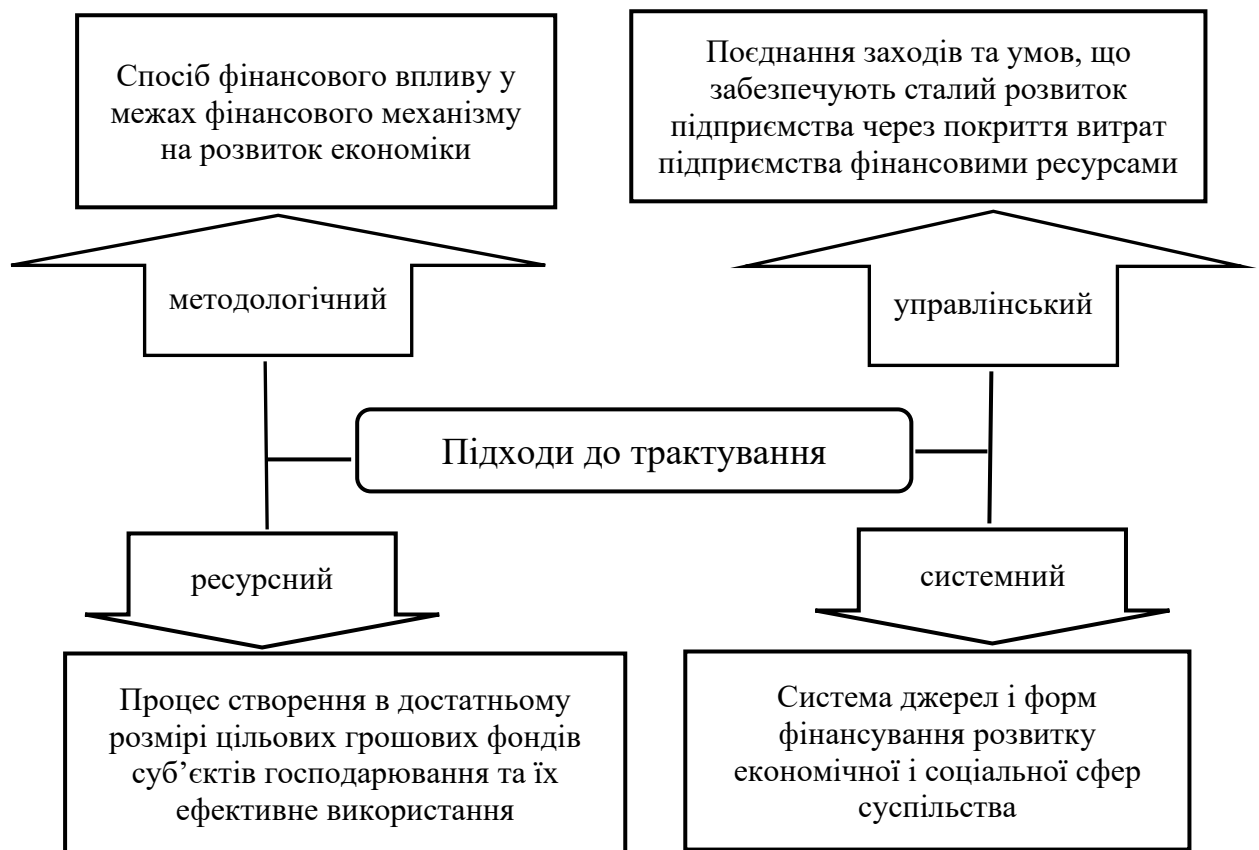 Спосіб фінансового впливу у
межах фінансового механізму
на розвиток економіки
Поєднання заходів та умов, що
забезпечують сталий розвиток
підприємства через покриття витрат
підприємства фінансовими ресурсами
методологічний
управлінський
Підходи до трактування
ресурсний
системний
Процес створення в достатньому
розмірі цільових грошових фондів
суб’єктів господарювання та їх
ефективне використання
Система джерел і форм
фінансування розвитку
економічної і соціальної сфер
суспільства